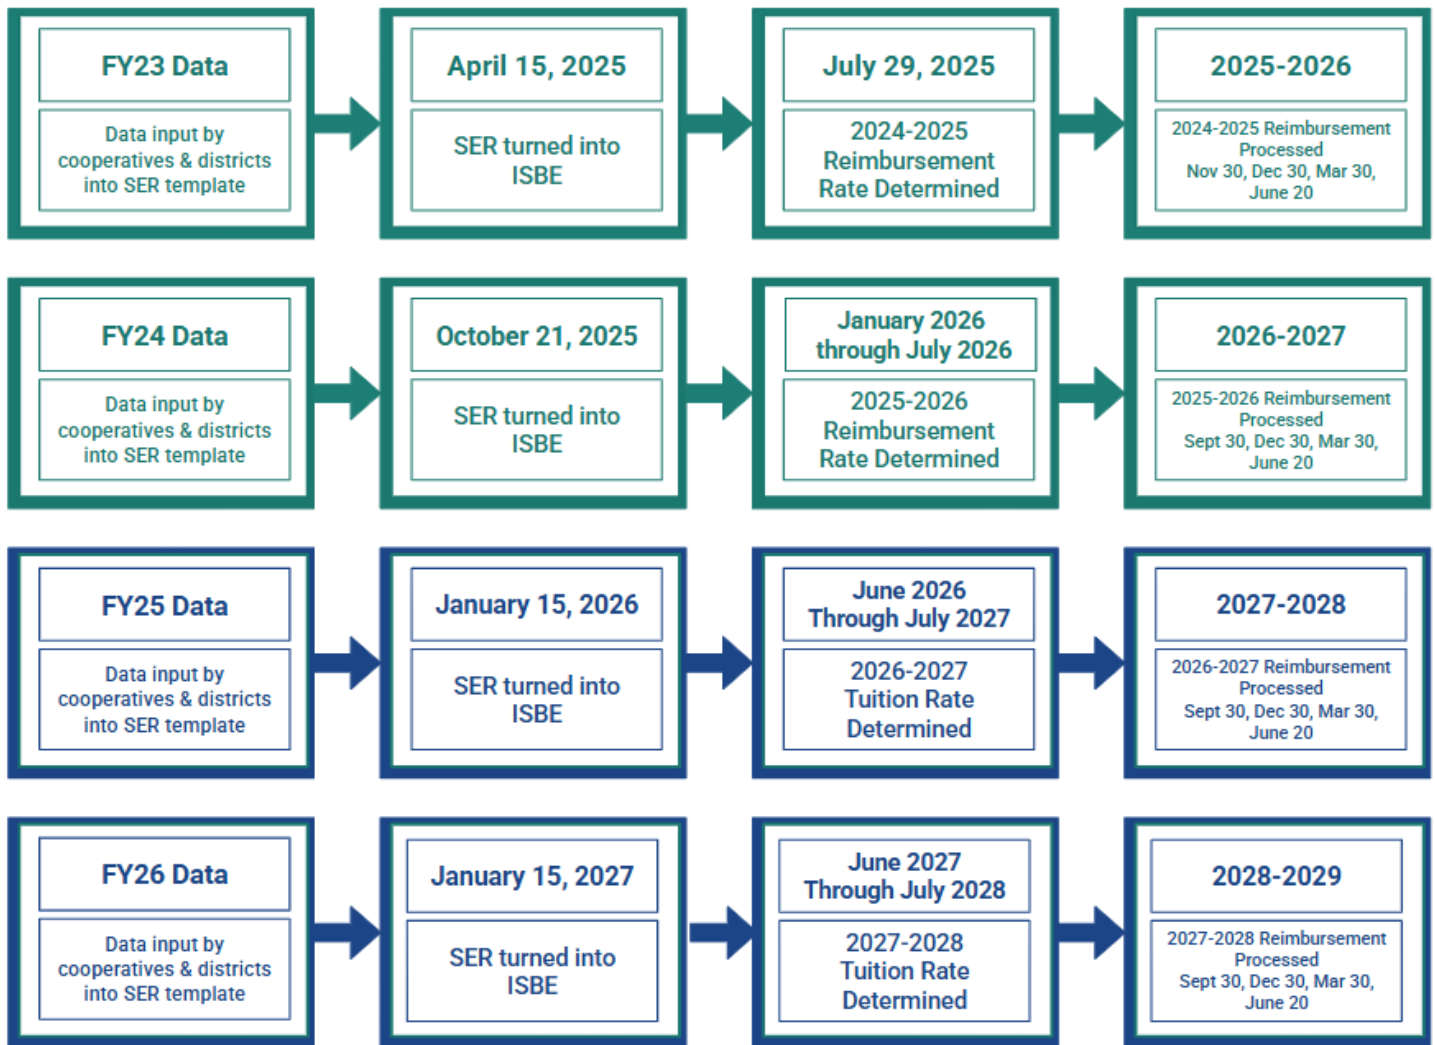 FY23 Data
Data input by
cooperatives & districts
into SER template
April 15, 2025
SER turned into
ISBE
July 29, 2025
2024-2025
Reimbursement
Rate Determined
2025-2026
2024-2025 Reimbursement
Processed
Nov 30, Dec 30, Mar 30,
June 20
FY24 Data
Data input by
cooperatives & districts
into SER template
October 21, 2025
SER turned into
ISBE
January 2026
through July 2026
2025-2026
Reimbursement
Rate Determined
2026-2027
2025-2026 Reimbursement
Processed
Sept 30, Dec 30, Mar 30,
June 20
FY25 Data
Data input by
cooperatives & districts
into SER template
January 15, 2026
SER turned into
ISBE
June 2026
Through July 2027
2026-2027
Tuition Rate
Determined
2027-2028
2026-2027 Reimbursement
Processed
Sept 30, Dec 30, Mar 30,
June 20
FY26 Data
Data input by
cooperatives & districts
into SER template
January 15, 2027
SER turned into
ISBE
June 2027
Through July 2028
2027-2028
Tuition Rate
Determined
2028-2029
2027-2028 Reimbursement
Processed
Sept 30, Dec 30, Mar 30,
June 20